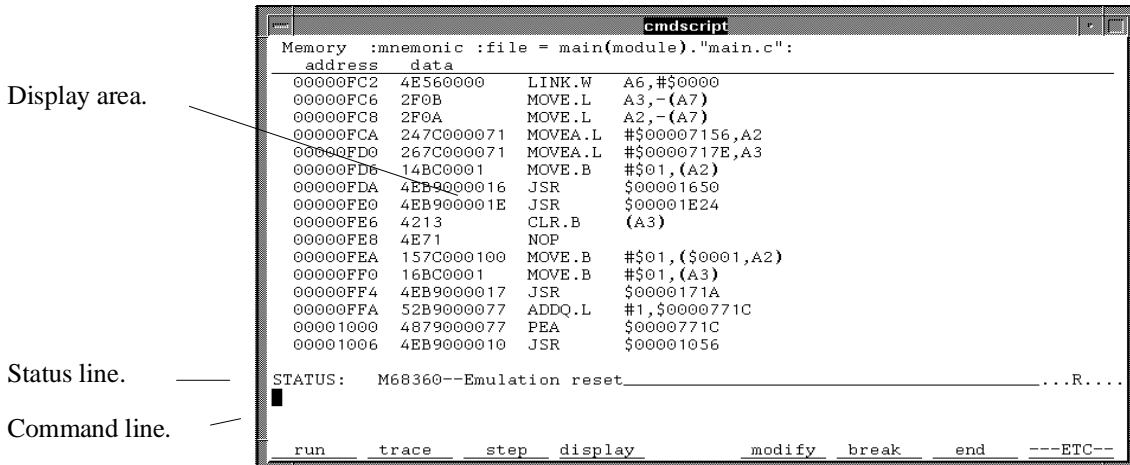 cmdscript
Memory  :mnemonic :file = main(module)."main.c":
address  data
00000FC2  4E560000  LINK.W  A6,#$0000
00000FC6  2F0B  MOVE.L  A3,-(A7)
Display area.
00000FC8  2F0A  MOVE.L  A2,-(A7)
00000FCA  247C000071  MOVEA.L  #$00007156,A2
00000FD0  267C000071  MOVEA.L  #$0000717E,A3
00000FD6  14BC0001  MOVE.B  #$01,(A2)
00000FDA  4EB9000016  JSR  $00001650
00000FE0  4EB900001E  JSR  $00001E24
00000FE6  4213  CLR.B  (A3)
00000FE8  4E71  NOP
00000FEA  157C000100  MOVE.B  #$01,($0001,A2)
00000FF0  16BC0001  MOVE.B  #$01,(A3)
00000FF4  4EB9000017  JSR  $0000171A
00000FFA  52B9000077  ADDQ.L  #1,$0000771C
00001000  4879000077  PEA  $0000771C
00001006  4EB9000010  JSR  $00001056
Status line.
STATUS:  M68360--Emulation reset ...R....
Command line.
run  trace  step  display  modify  break  end  ---ETC--